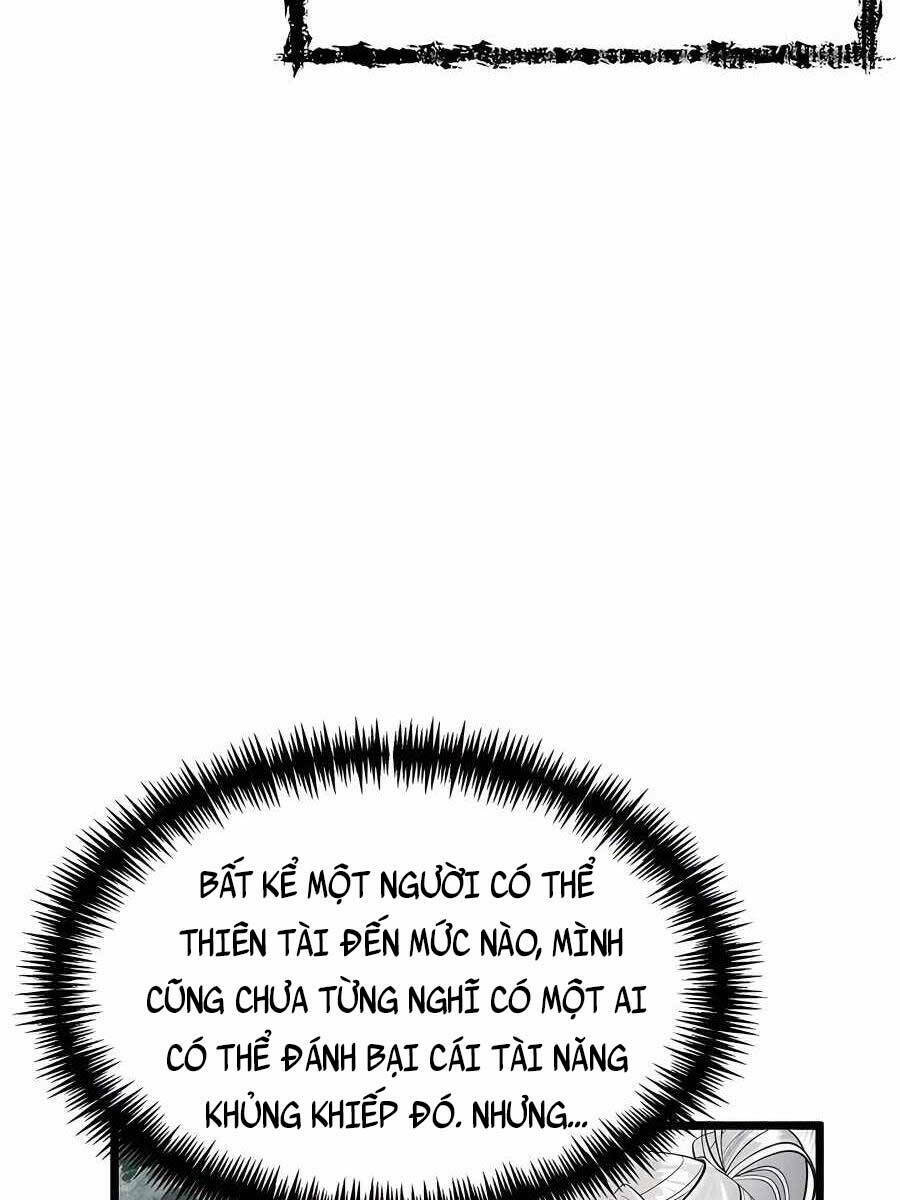 BẤT KỂ MỘT NGƯỜI CÓ THỂ
THIÊN TÀI ĐẾN MỨC NÀO, MÌNH
CŨNG CHƯA TỪNG NGHĨ CÓ MỘT AI
CÓ THỂ ĐÁNH BẠI CÁI TÀI NĂNG
KHỦNG KHIẾP ĐÓ. NHƯNG...